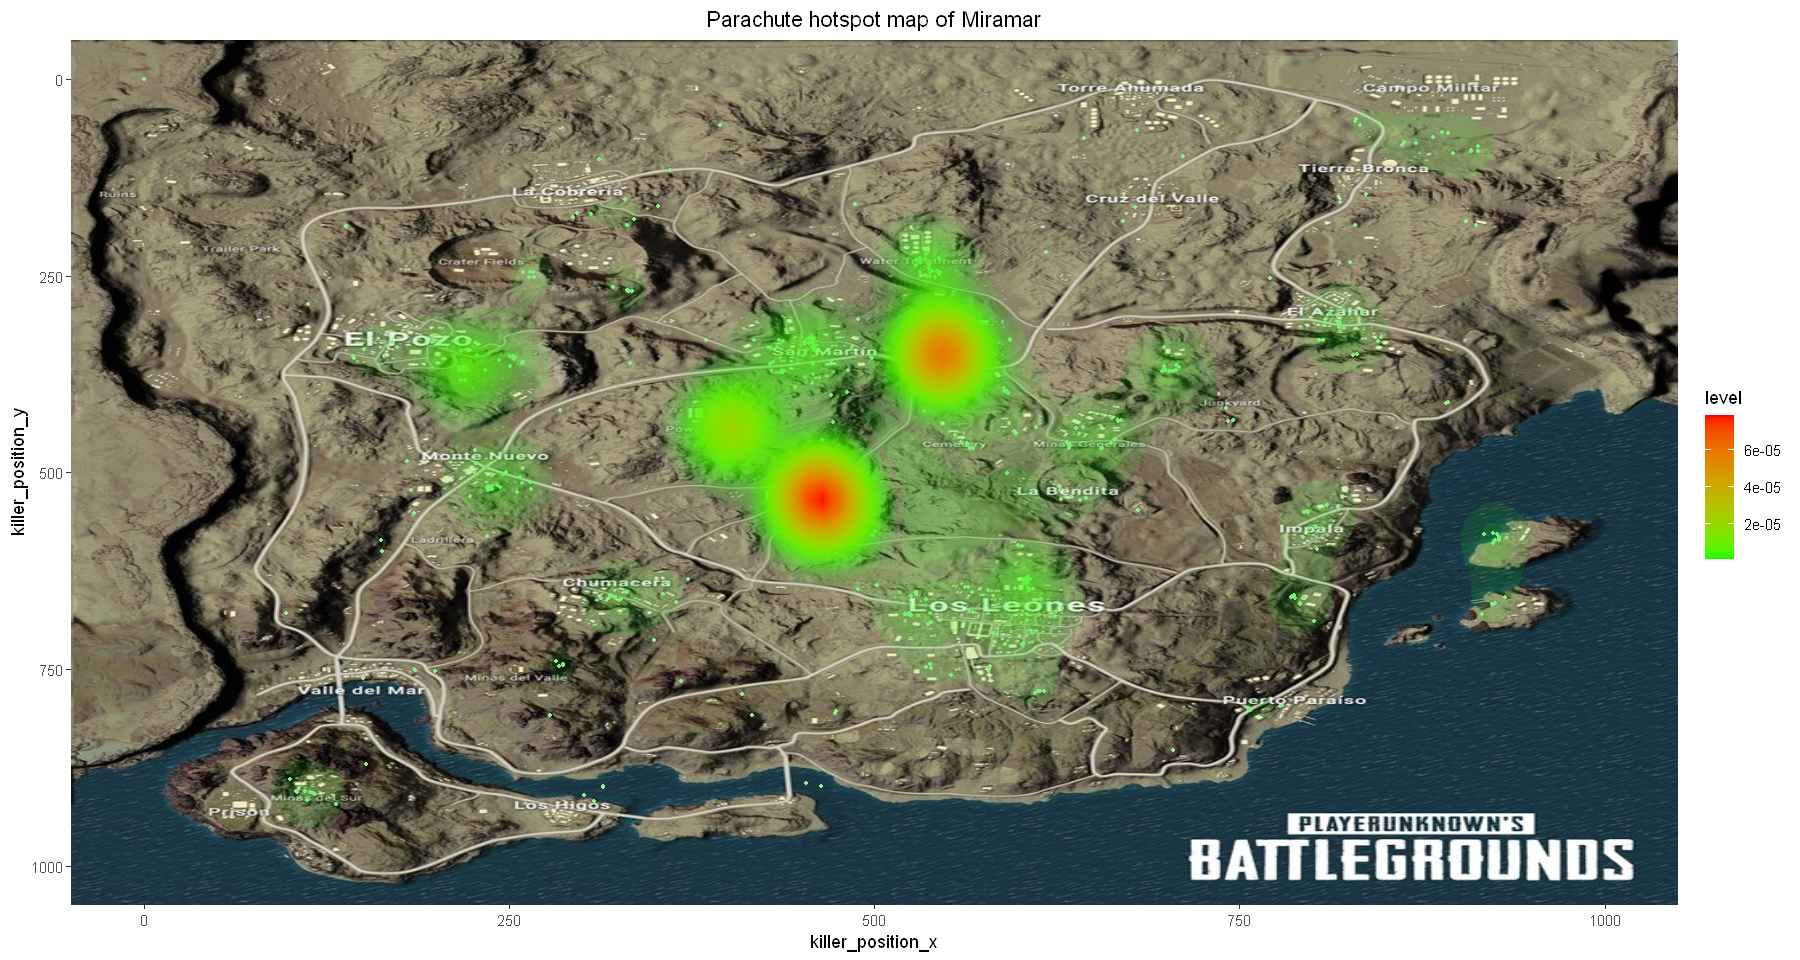 Parachute hotspot map of Miramar
Torre Ahumada
Campo Militar
Tierra Bronca
Ruins
La Cobreria
Cruz del Valle
Trailer Park
Crater Fields
Water Treatment
El Pozo
San Martin
El Azahar
Junkyard
Cemetery
Minas Generales
Monte Nuevo
La Bendita
Impala
Ladrillera
Chumacera
Los Leones
Minas del Valle
Valle del Mar
Puerto Paraiso
Minas del Sur
Prison
Los Higos
PLAYERUNKNOWN'S
BATTLEGROUNDS
0
250
500
750
1000
killer_position_y
0
250
500
750
1000
killer_position_x
level
6e-05
4e-05
2e-05